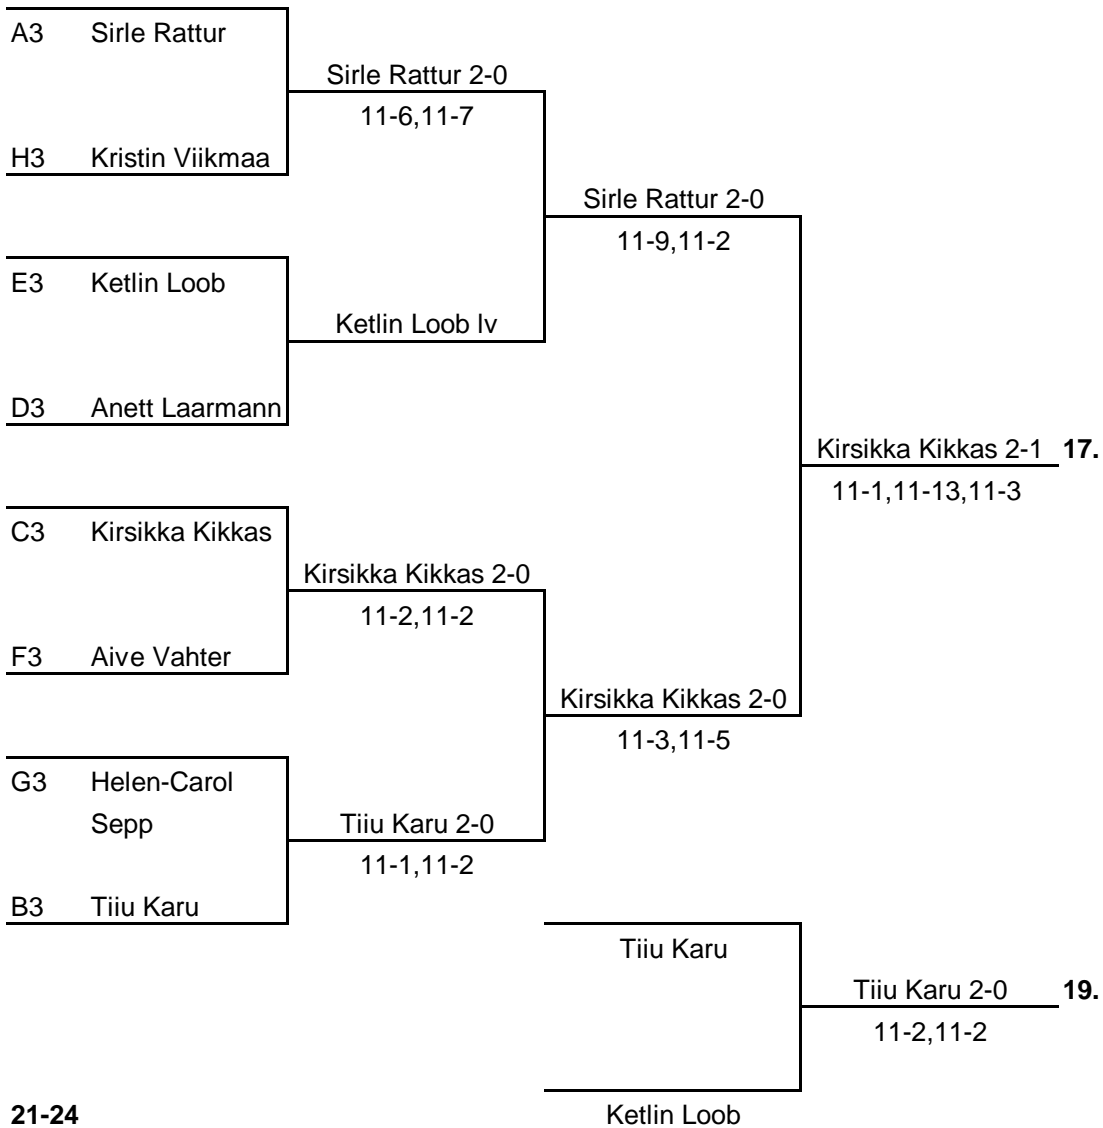 A3 Sirle Rattur
Sirle Rattur 2-0
11-6,11-7
H3 Kristin Viikmaa
Sirle Rattur 2-0
11-9,11-2
E3 Ketlin Loob
Ketlin Loob lv
D3 Anett Laarmann
Kirsikka Kikkas 2-1 17.
11-1,11-13,11-3
C3 Kirsikka Kikkas
Kirsikka Kikkas 2-0
11-2,11-2
F3 Aive Vahter
Kirsikka Kikkas 2-0
11-3,11-5
G3 Helen-Carol
Sepp
Tiiu Karu 2-0
11-1,11-2
B3 Tiiu Karu
Tiiu Karu
Tiiu Karu 2-0 19.
11-2,11-2
21-24 Ketlin Loob